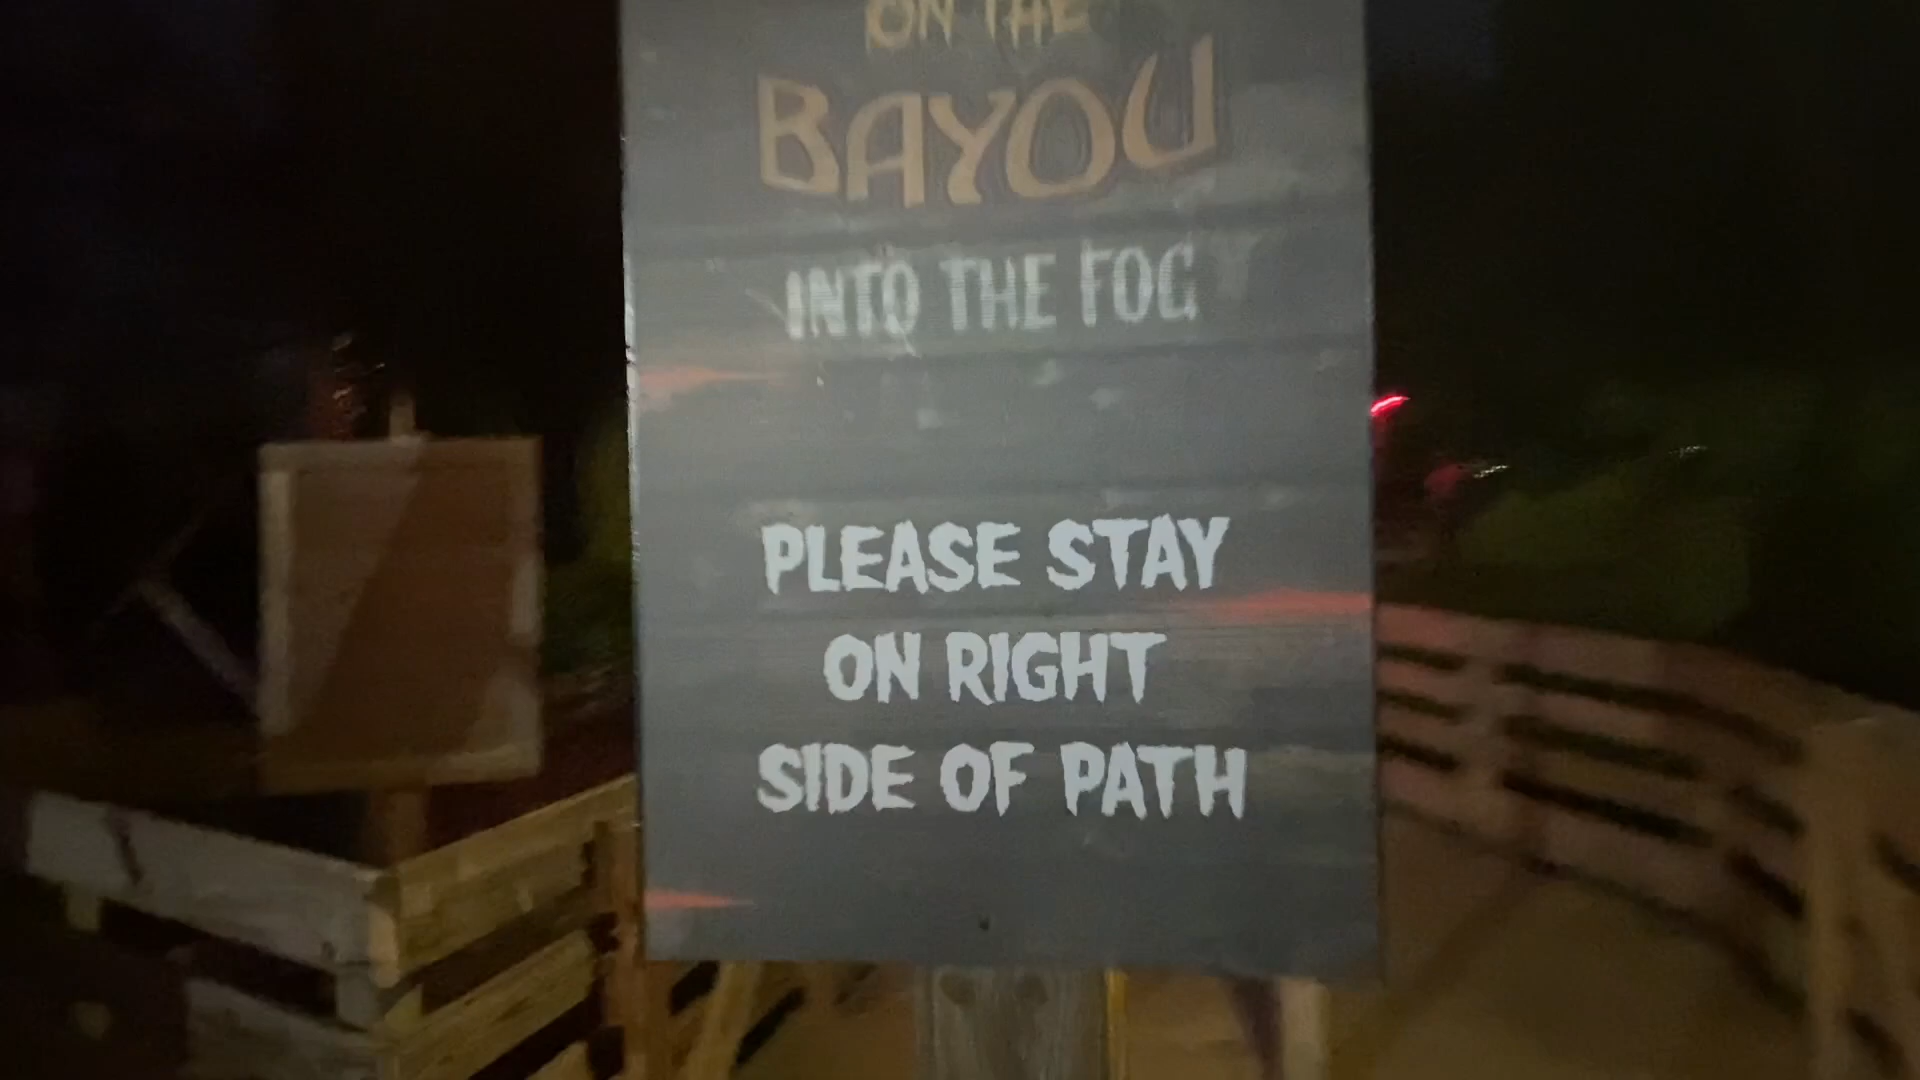 ON THE
BAYOU
INTO THE FOG
PLEASE STAY
ON RIGHT
SIDE OF PATH